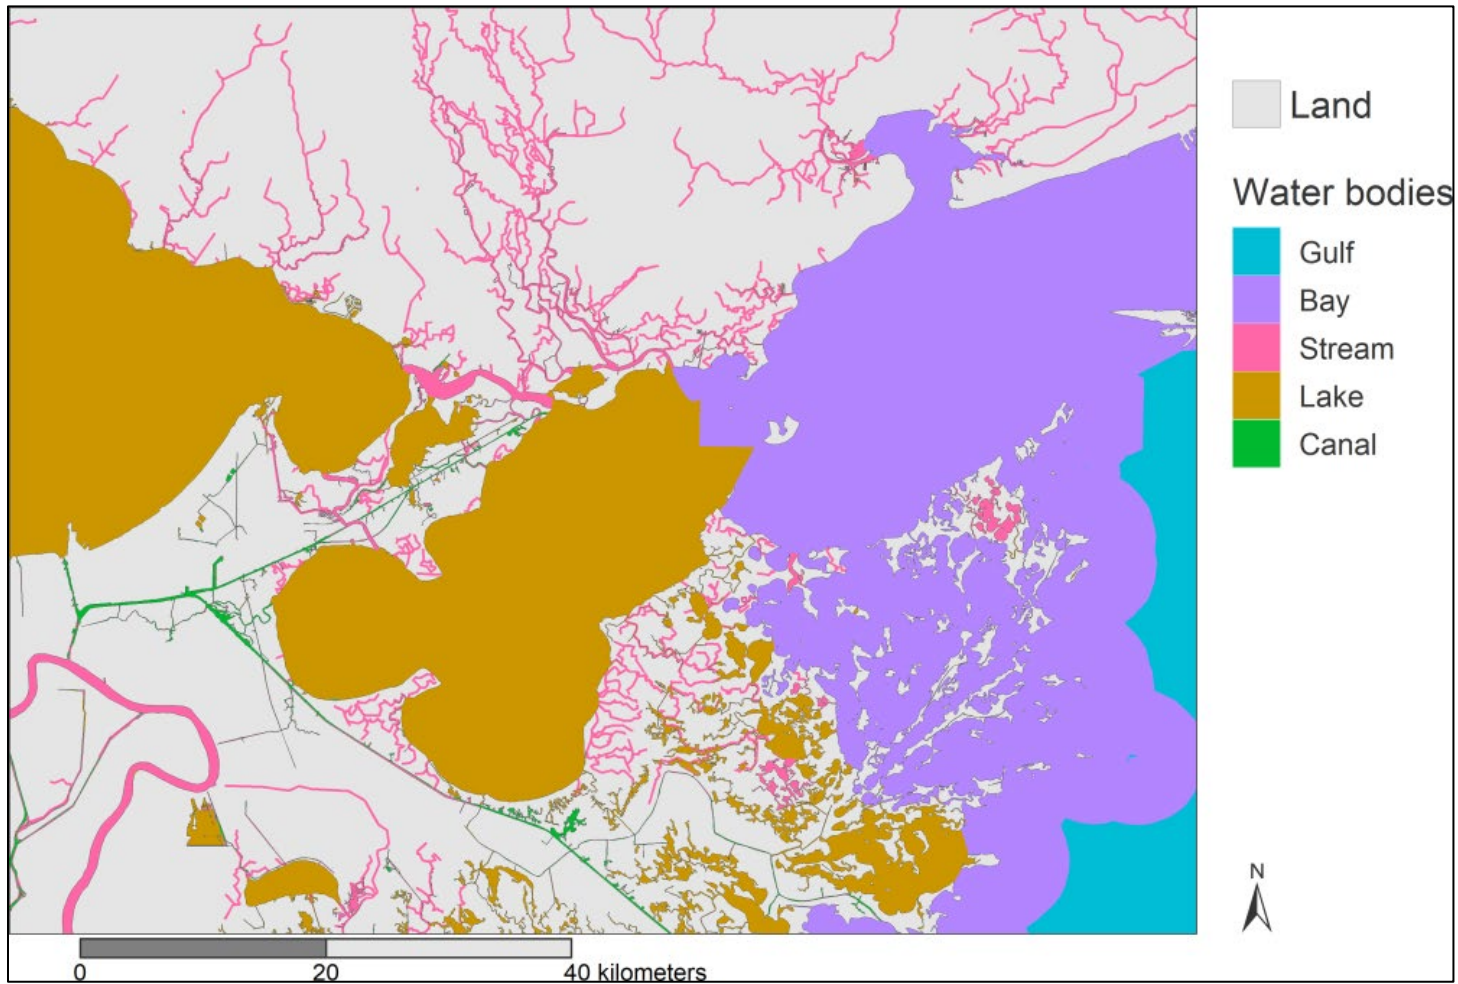 Land
Water bodies
Gulf
Bay
Stream
Lake
Canal
N
0 20 40 kilometers